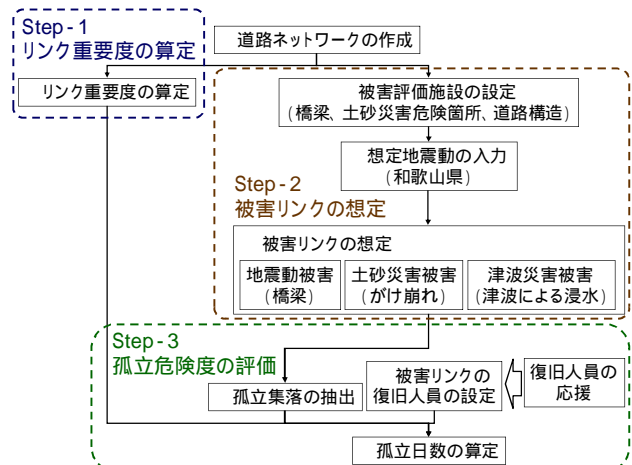 Step-1
リンク重要度の算定
道路ネットワークの作成
リンク重要度の算定
被害評価施設の設定
(橋梁、土砂災害危険箇所、道路構造)
想定地震動の入力
(和歌山県)
Step-2
被害リンクの想定
被害リンクの想定
地震動被害
(橋梁)
土砂災害被害
(がけ崩れ)
津波災害被害
(津波による浸水)
Step-3
孤立危険度の評価
孤立集落の抽出
被害リンクの
復旧人員の設定
復旧人員の
応援
孤立日数の算定